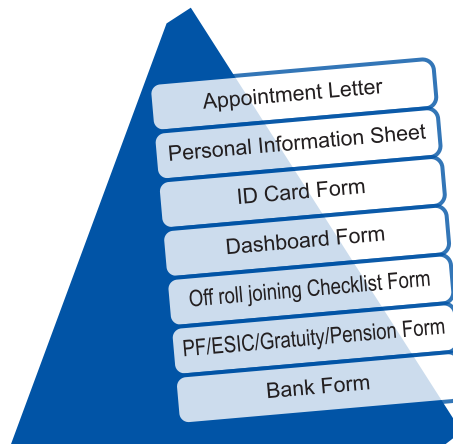 Appointment Letter
Personal Information Sheet
ID Card Form
Dashboard Form
Off roll joining Checklist Form
PF/ESIC/Gratuity/Pension Form
Bank Form